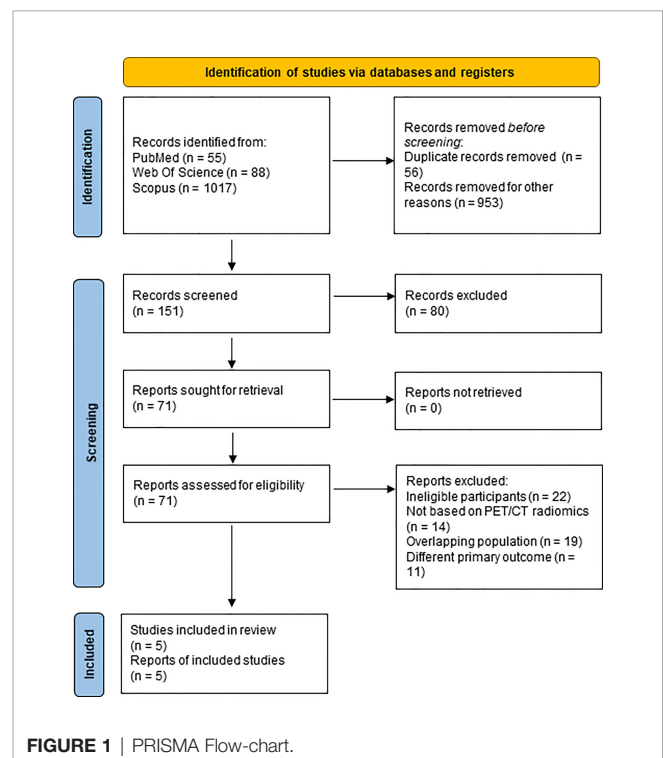 Identification of studies via databases and registers
Identification
Records identified from:
PubMed (n = 55)
Web Of Science (n = 88)
Scopus (n = 1017)
Records removed before
screening:
Duplicate records removed (n =
56)
Records removed for other
reasons (n = 953)
Screening
Records screened
(n = 151)
Records excluded
(n = 80)
Reports sought for retrieval
(n = 71)
Reports not retrieved
(n = 0)
Reports assessed for eligibility
(n = 71)
Reports excluded:
Ineligible participants (n = 22)
Not based on PET/CT radiomics
(n = 14)
Overlapping population (n = 19)
Different primary outcome (n =
11)
Included
Studies included in review
(n = 5)
Reports of included studies
(n = 5)
FIGURE 1 | PRISMA Flow-chart.